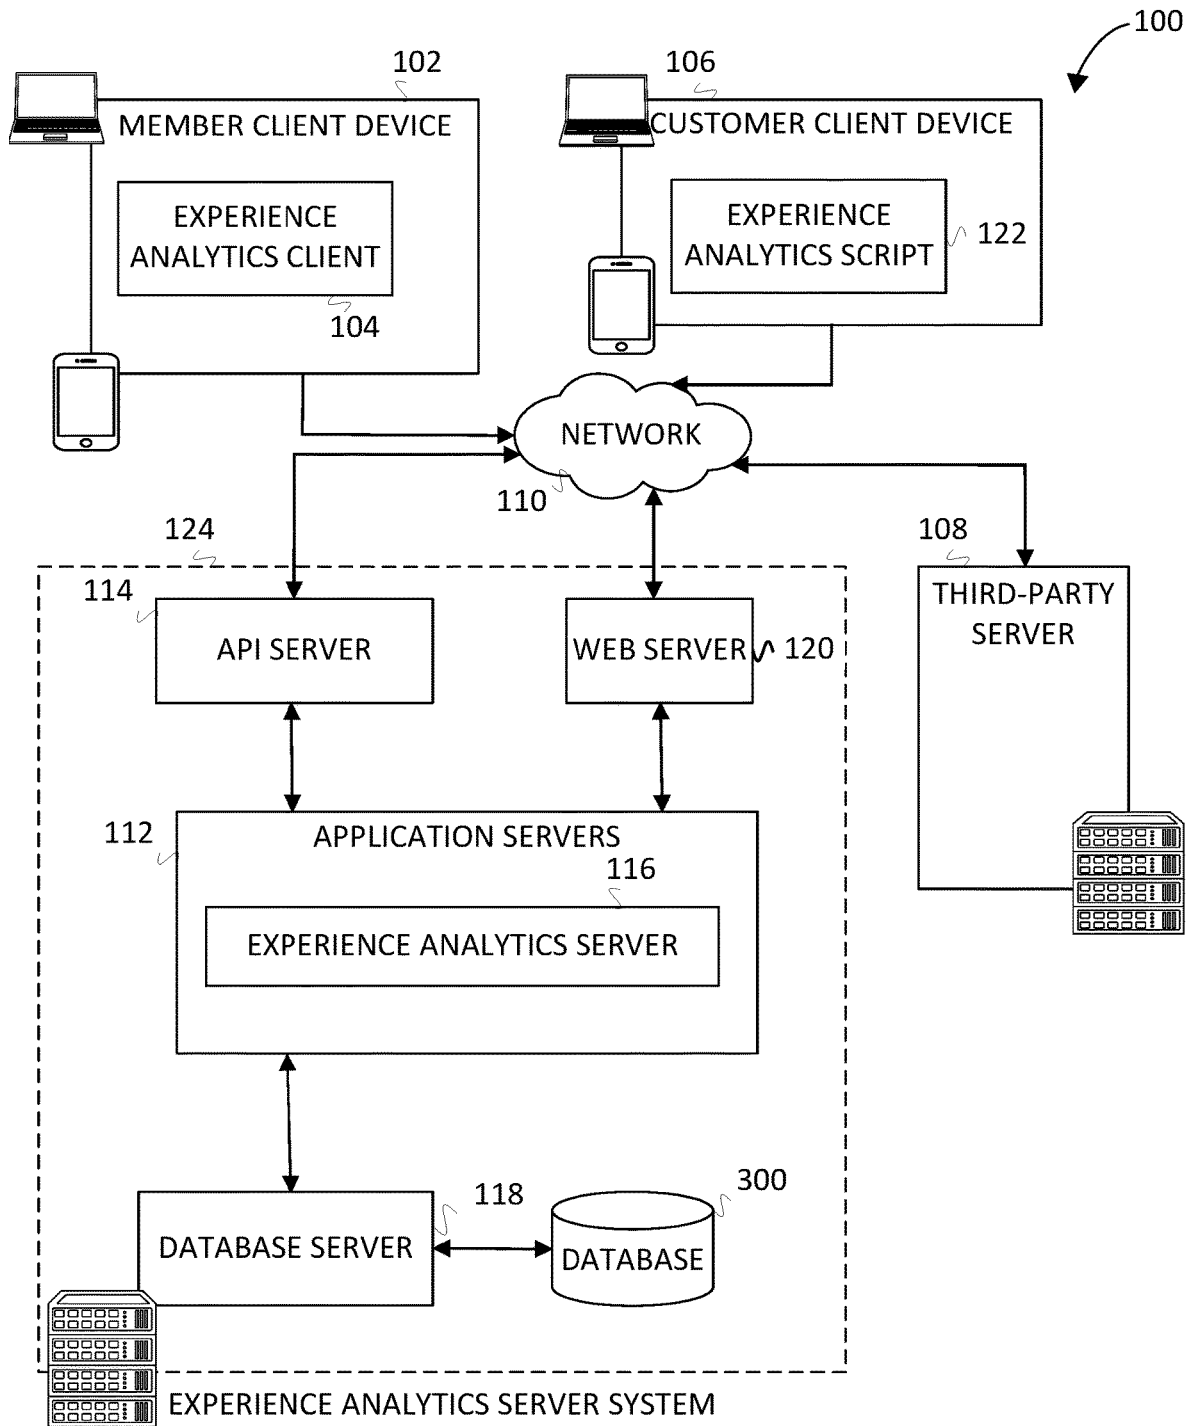 100
102
MEMBER CLIENT DEVICE
EXPERIENCE
ANALYTICS CLIENT
104
106
CUSTOMER CLIENT DEVICE
EXPERIENCE
ANALYTICS SCRIPT
122
NETWORK
110
124
114
API SERVER
WEB SERVER
120
108
THIRD-PARTY
SERVER
112
APPLICATION SERVERS
116
EXPERIENCE ANALYTICS SERVER
118
DATABASE SERVER
300
DATABASE
EXPERIENCE ANALYTICS SERVER SYSTEM